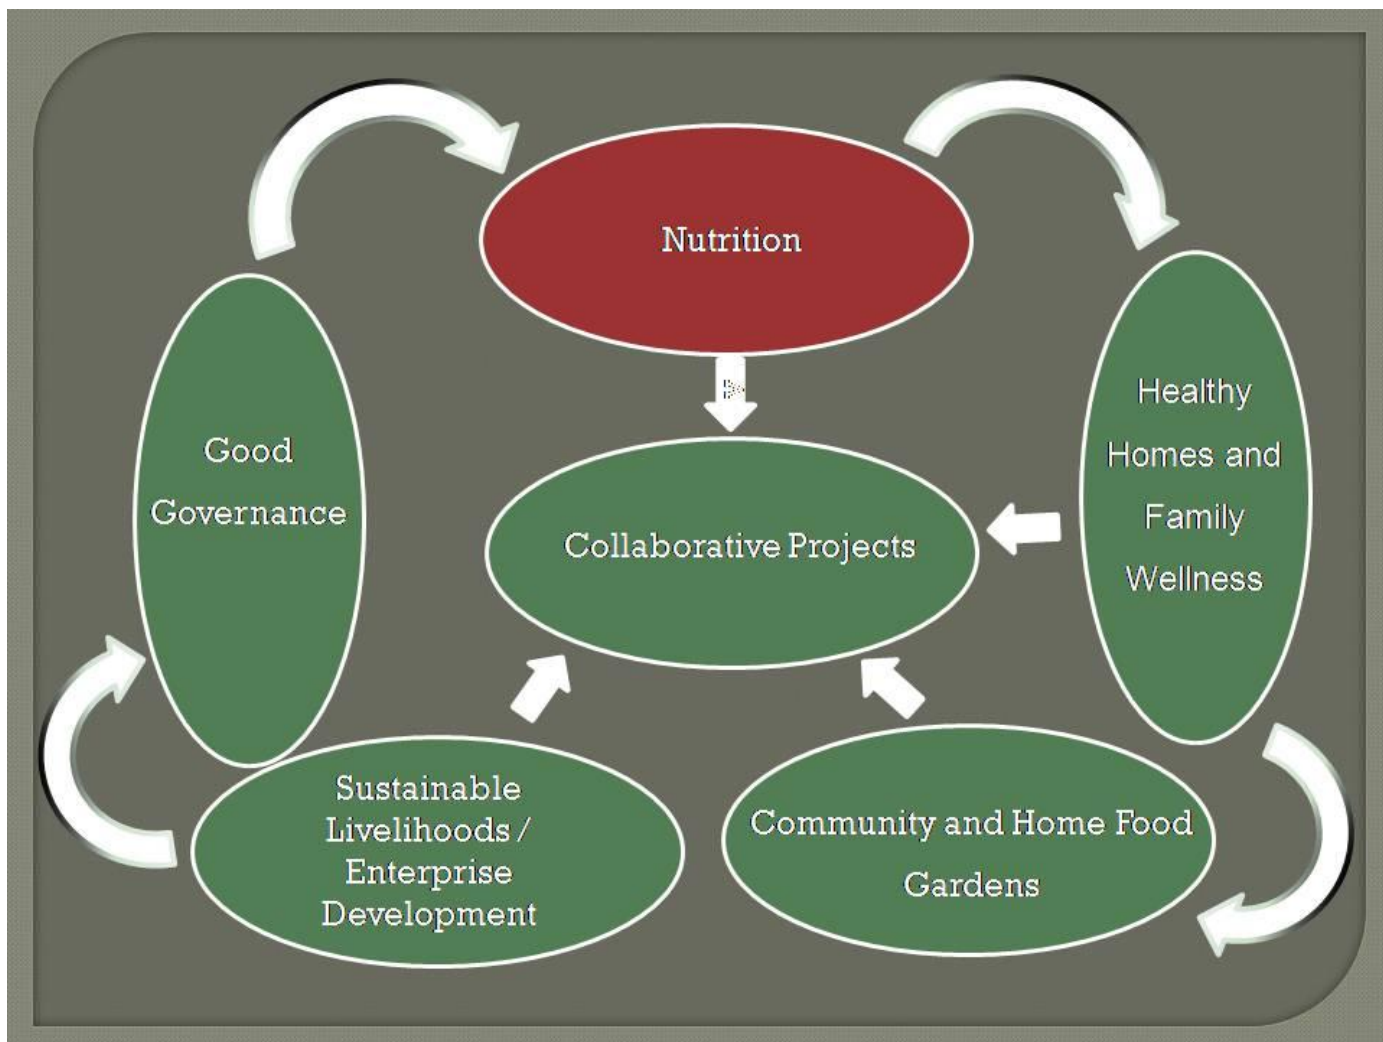 Nutrition
Good
Governance
Healthy
Homes and
Family
Wellness
Collaborative Projects
Sustainable
Livelihoods /
Enterprise
Development
Community and Home Food
Gardens